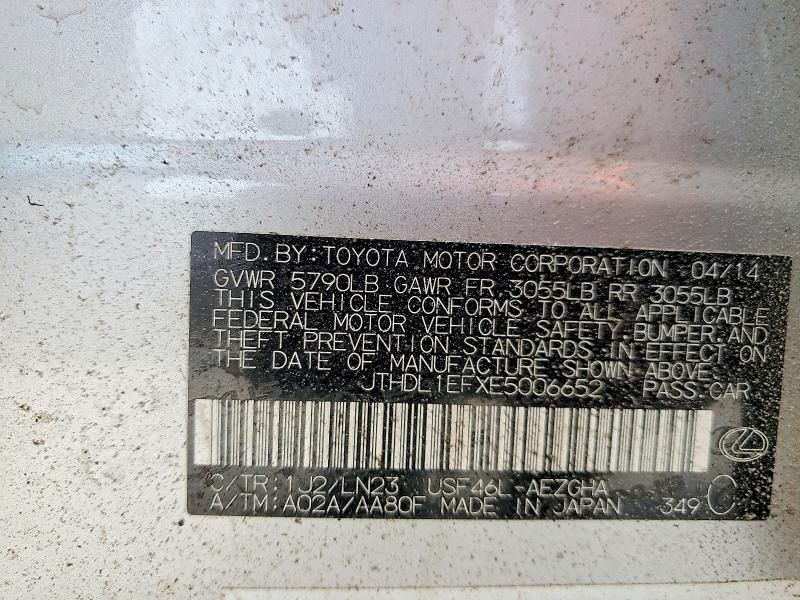 MFD. BY: TOYOTA MOTOR CORPORATION 04/14
GVWR 5790LB GAWR FR 3055LB RR 3055LB
THIS VEHICLE CONFORMS TO ALL APPLICABLE
FEDERAL MOTOR VEHICLE SAFETY, BUMPER, AND
THEFT PREVENTION STANDARDS IN EFFECT ON
THE DATE OF MANUFACTURE SHOWN ABOVE.
JTHDL1EFXE5006652 PASS.CAR
C/TR: 1J2/LN23 USF46L-AEZGHA
A/TM: A02A/AA80F MADE IN JAPAN 349 C